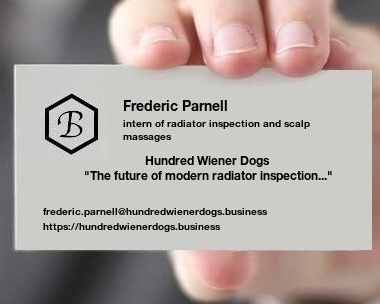 B
Frederic Parnell
intern of radiator inspection and scalp
massages
Hundred Wiener Dogs
"The future of modern radiator inspection..."
frederic.parnell@hundredwienerdogs.business
https://hundredwienerdogs.business